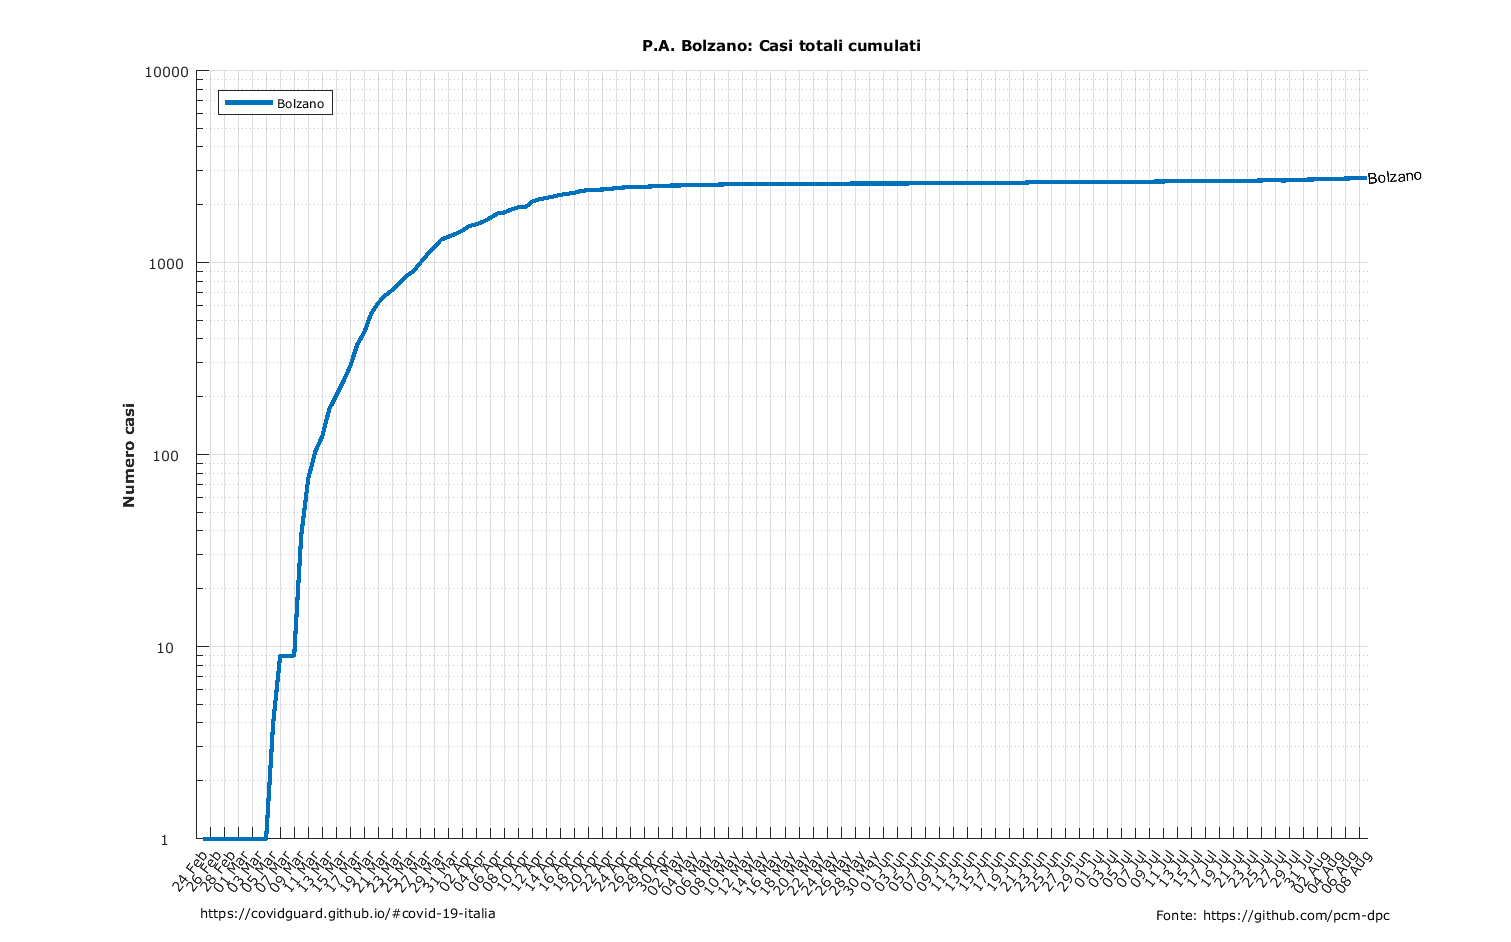 P.A. Bolzano: Casi totali cumulati
Bolzano
10000
1000
100
10
1
Numero casi
Bolzano
24 Feb
26 Feb
28 Feb
01 Mar
03 Mar
05 Mar
07 Mar
09 Mar
11 Mar
13 Mar
15 Mar
17 Mar
19 Mar
21 Mar
23 Mar
25 Mar
27 Mar
29 Mar
31 Mar
02 Apr
04 Apr
06 Apr
08 Apr
10 Apr
12 Apr
14 Apr
16 Apr
18 Apr
20 Apr
22 Apr
24 Apr
26 Apr
28 Apr
30 Apr
02 May
04 May
06 May
08 May
10 May
12 May
14 May
16 May
18 May
20 May
22 May
24 May
26 May
28 May
30 May
01 Jun
03 Jun
05 Jun
07 Jun
09 Jun
11 Jun
13 Jun
15 Jun
17 Jun
19 Jun
21 Jun
23 Jun
25 Jun
27 Jun
29 Jun
01 Jul
03 Jul
05 Jul
07 Jul
09 Jul
11 Jul
13 Jul
15 Jul
17 Jul
19 Jul
21 Jul
23 Jul
25 Jul
27 Jul
29 Jul
31 Jul
02 Aug
04 Aug
06 Aug
08 Aug
https://covidguard.github.io/#covid-19-italia
Fonte: https://github.com/pcm-dpc